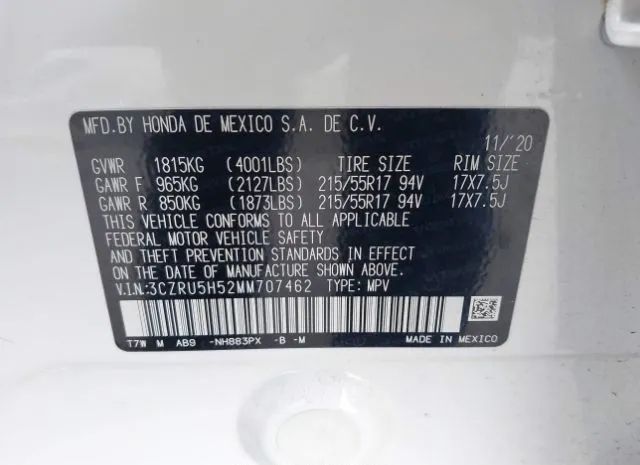 MFD. BY HONDA DE MEXICO S.A. DE C.V.
11/'20
GVWR 1815KG (4001LBS) TIRE SIZE RIM SIZE
GAWR F 965KG (2127LBS) 215/55R17 94V 17X7.5J
GAWR R 850KG (1873LBS) 215/55R17 94V 17X7.5J
THIS VEHICLE CONFORMS TO ALL APPLICABLE
FEDERAL MOTOR VEHICLE SAFETY
AND THEFT PREVENTION STANDARDS IN EFFECT
ON THE DATE OF MANUFACTURE SHOWN ABOVE.
V.I.N.:3CZRU5H52MM707462 TYPE: MPV
T7W M AB9 -NH883PX -B -M
MADE IN MEXICO